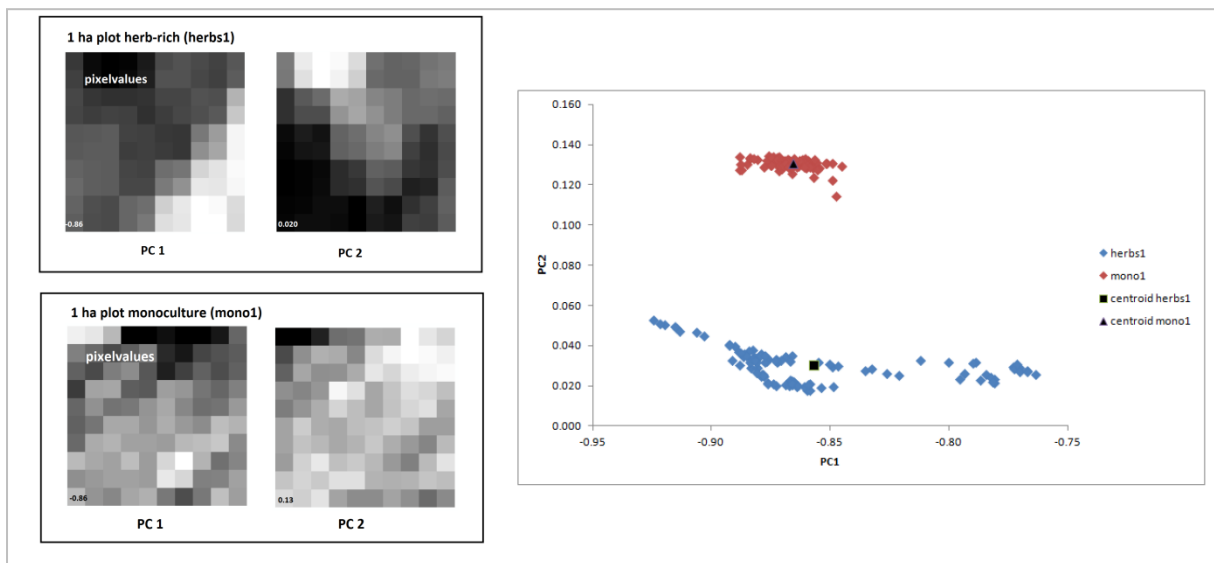 1 ha plot herb-rich (herbs1)
pixelvalues
-0.86
0.020
PC 1
PC 2
1 ha plot monoculture (mono1)
pixelvalues
-0.86
0.13
PC 1
PC 2
0.160
0.140
0.120
0.100
0.080
0.060
0.040
0.020
0.000
PC2
-0.95
-0.90
-0.85
-0.80
-0.75
PC1
herbs1
mono1
centroid herbs1
centroid mono1